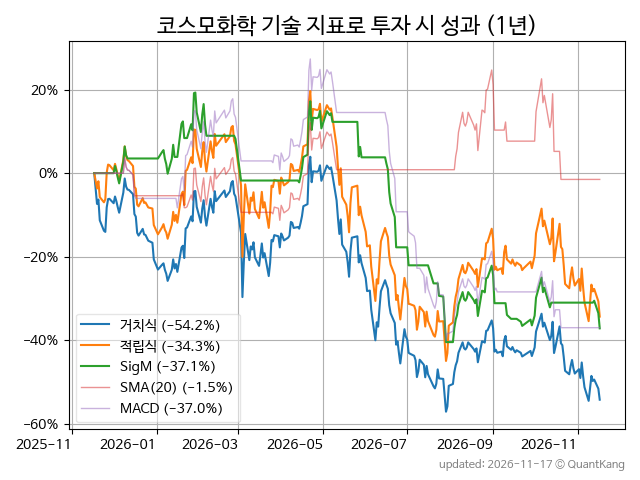 코스모화학 기술 지표로 투자 시 성과 (1년)
20%
0%
−20%
−40%
−60%
거치식 (−54.2%)
적립식 (−34.3%)
SigM (−37.1%)
SMA(20) (−1.5%)
MACD (−37.0%)
2025−11 2026−01 2026−03 2026−05 2026−07 2026−09 2026−11
updated: 2026−11−17 © QuantKang